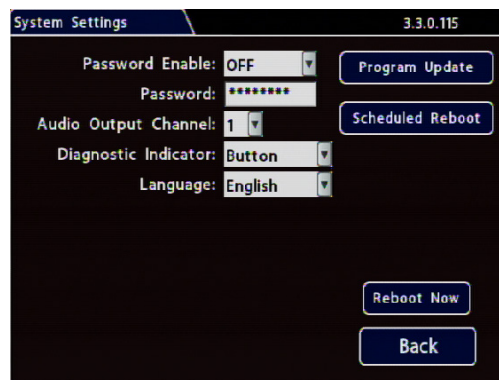 System Settings 3.3.0.115
Password Enable: OFF Program Update
Password: ********
Audio Output Channel: 1 Scheduled Reboot
Diagnostic Indicator: Button
Language: English
Reboot Now
Back